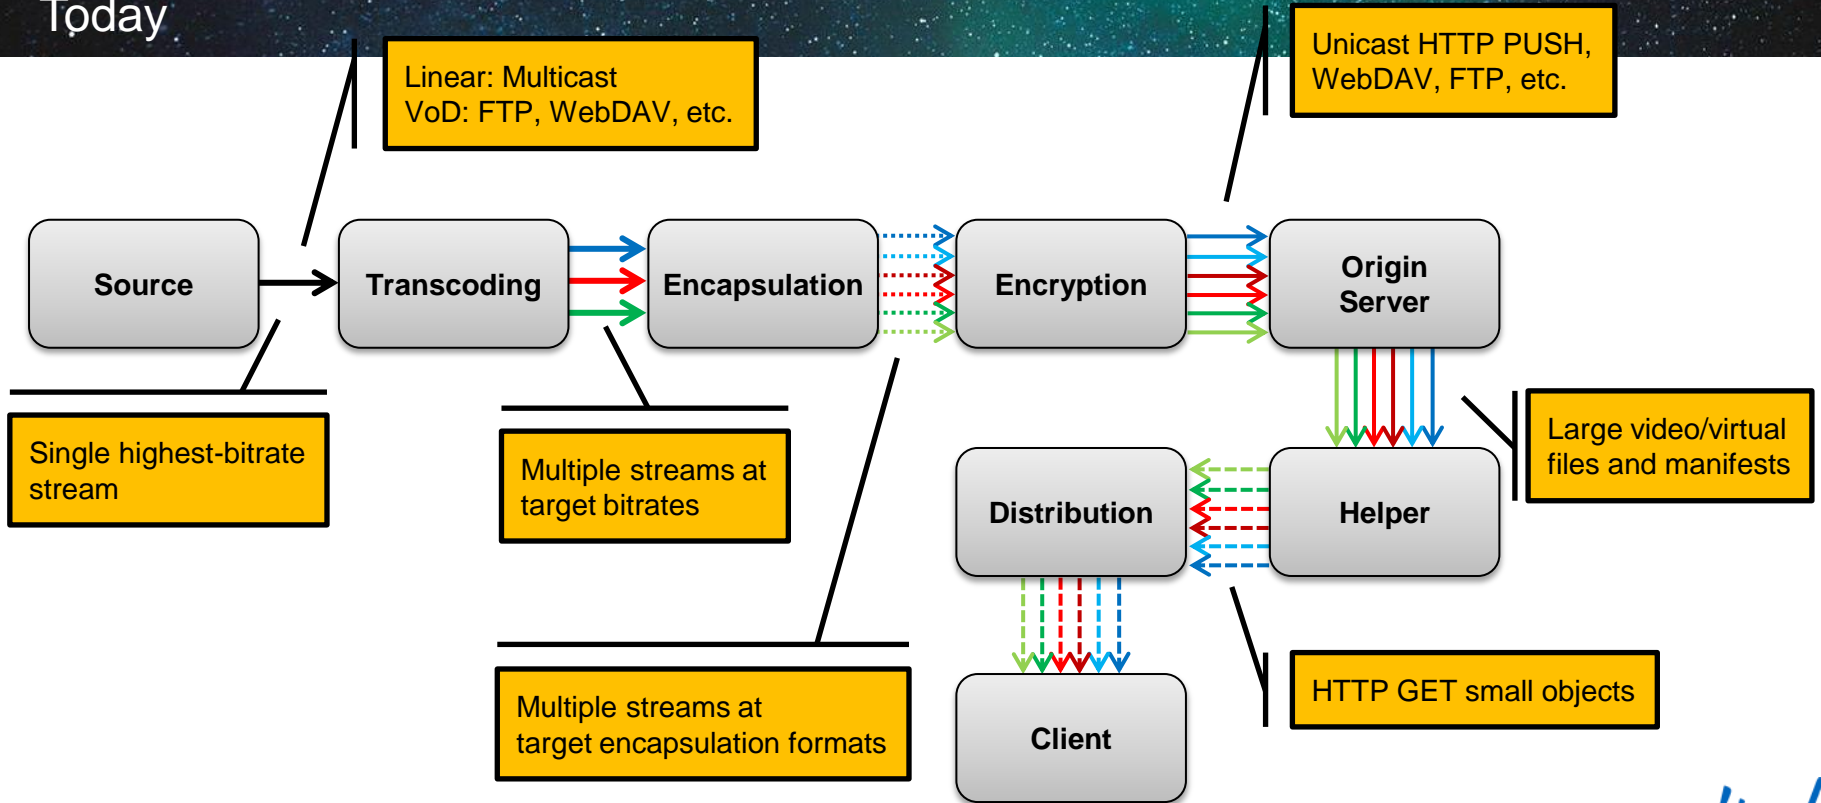 Today
Linear: Multicast
VoD: FTP, WebDAV, etc.
Unicast HTTP PUSH,
WebDAV, FTP, etc.
Source
Transcoding
Encapsulation
Encryption
Origin
Server
Single highest-bitrate
stream
Multiple streams at
target bitrates
Large video/virtual
files and manifests
Distribution
Helper
Multiple streams at
target encapsulation formats
HTTP GET small objects
Client